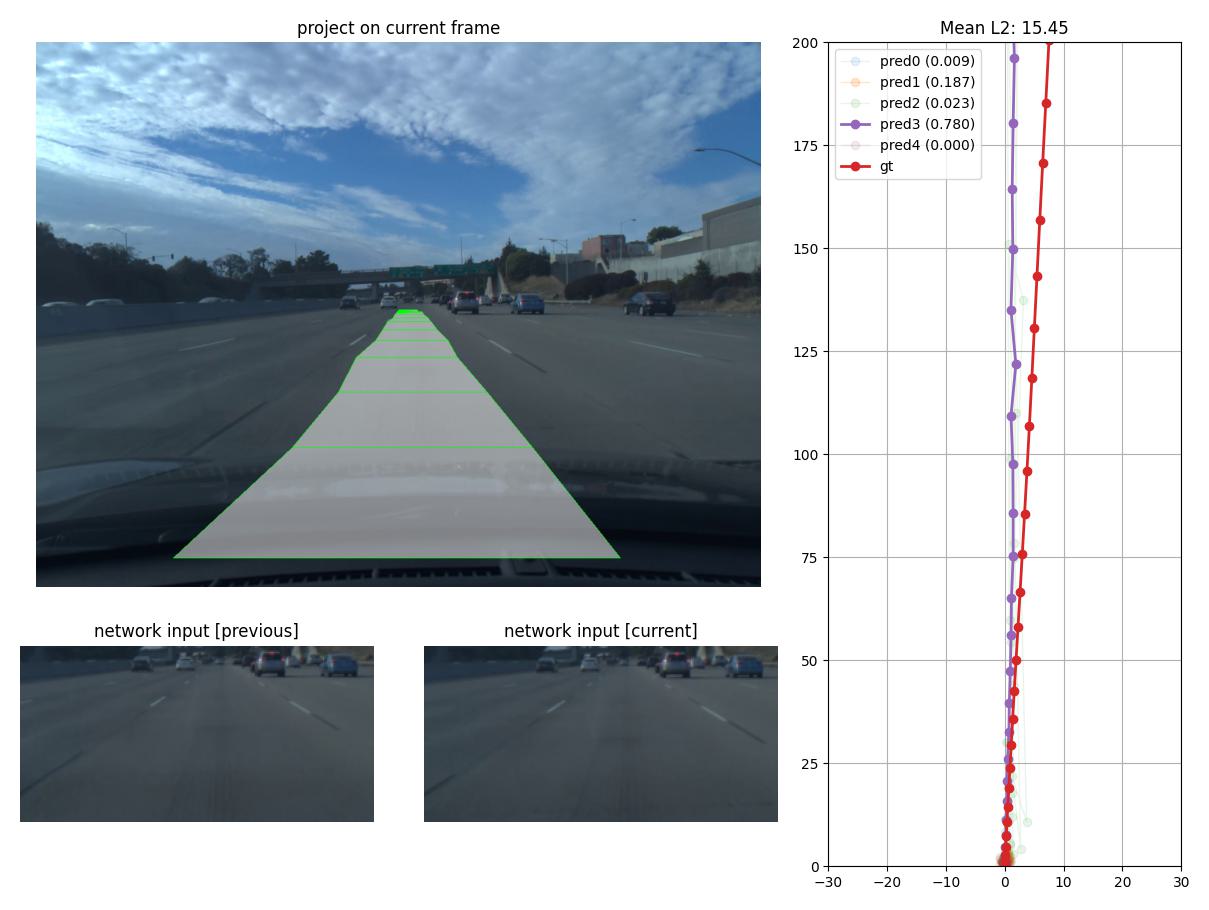 project on current frame
Mean L2: 15.45
200
175
150
125
100
75
50
25
0
−30
−20
−10
0
10
20
30
pred0 (0.009)
pred1 (0.187)
pred2 (0.023)
pred3 (0.780)
pred4 (0.000)
gt
network input [previous]
network input [current]